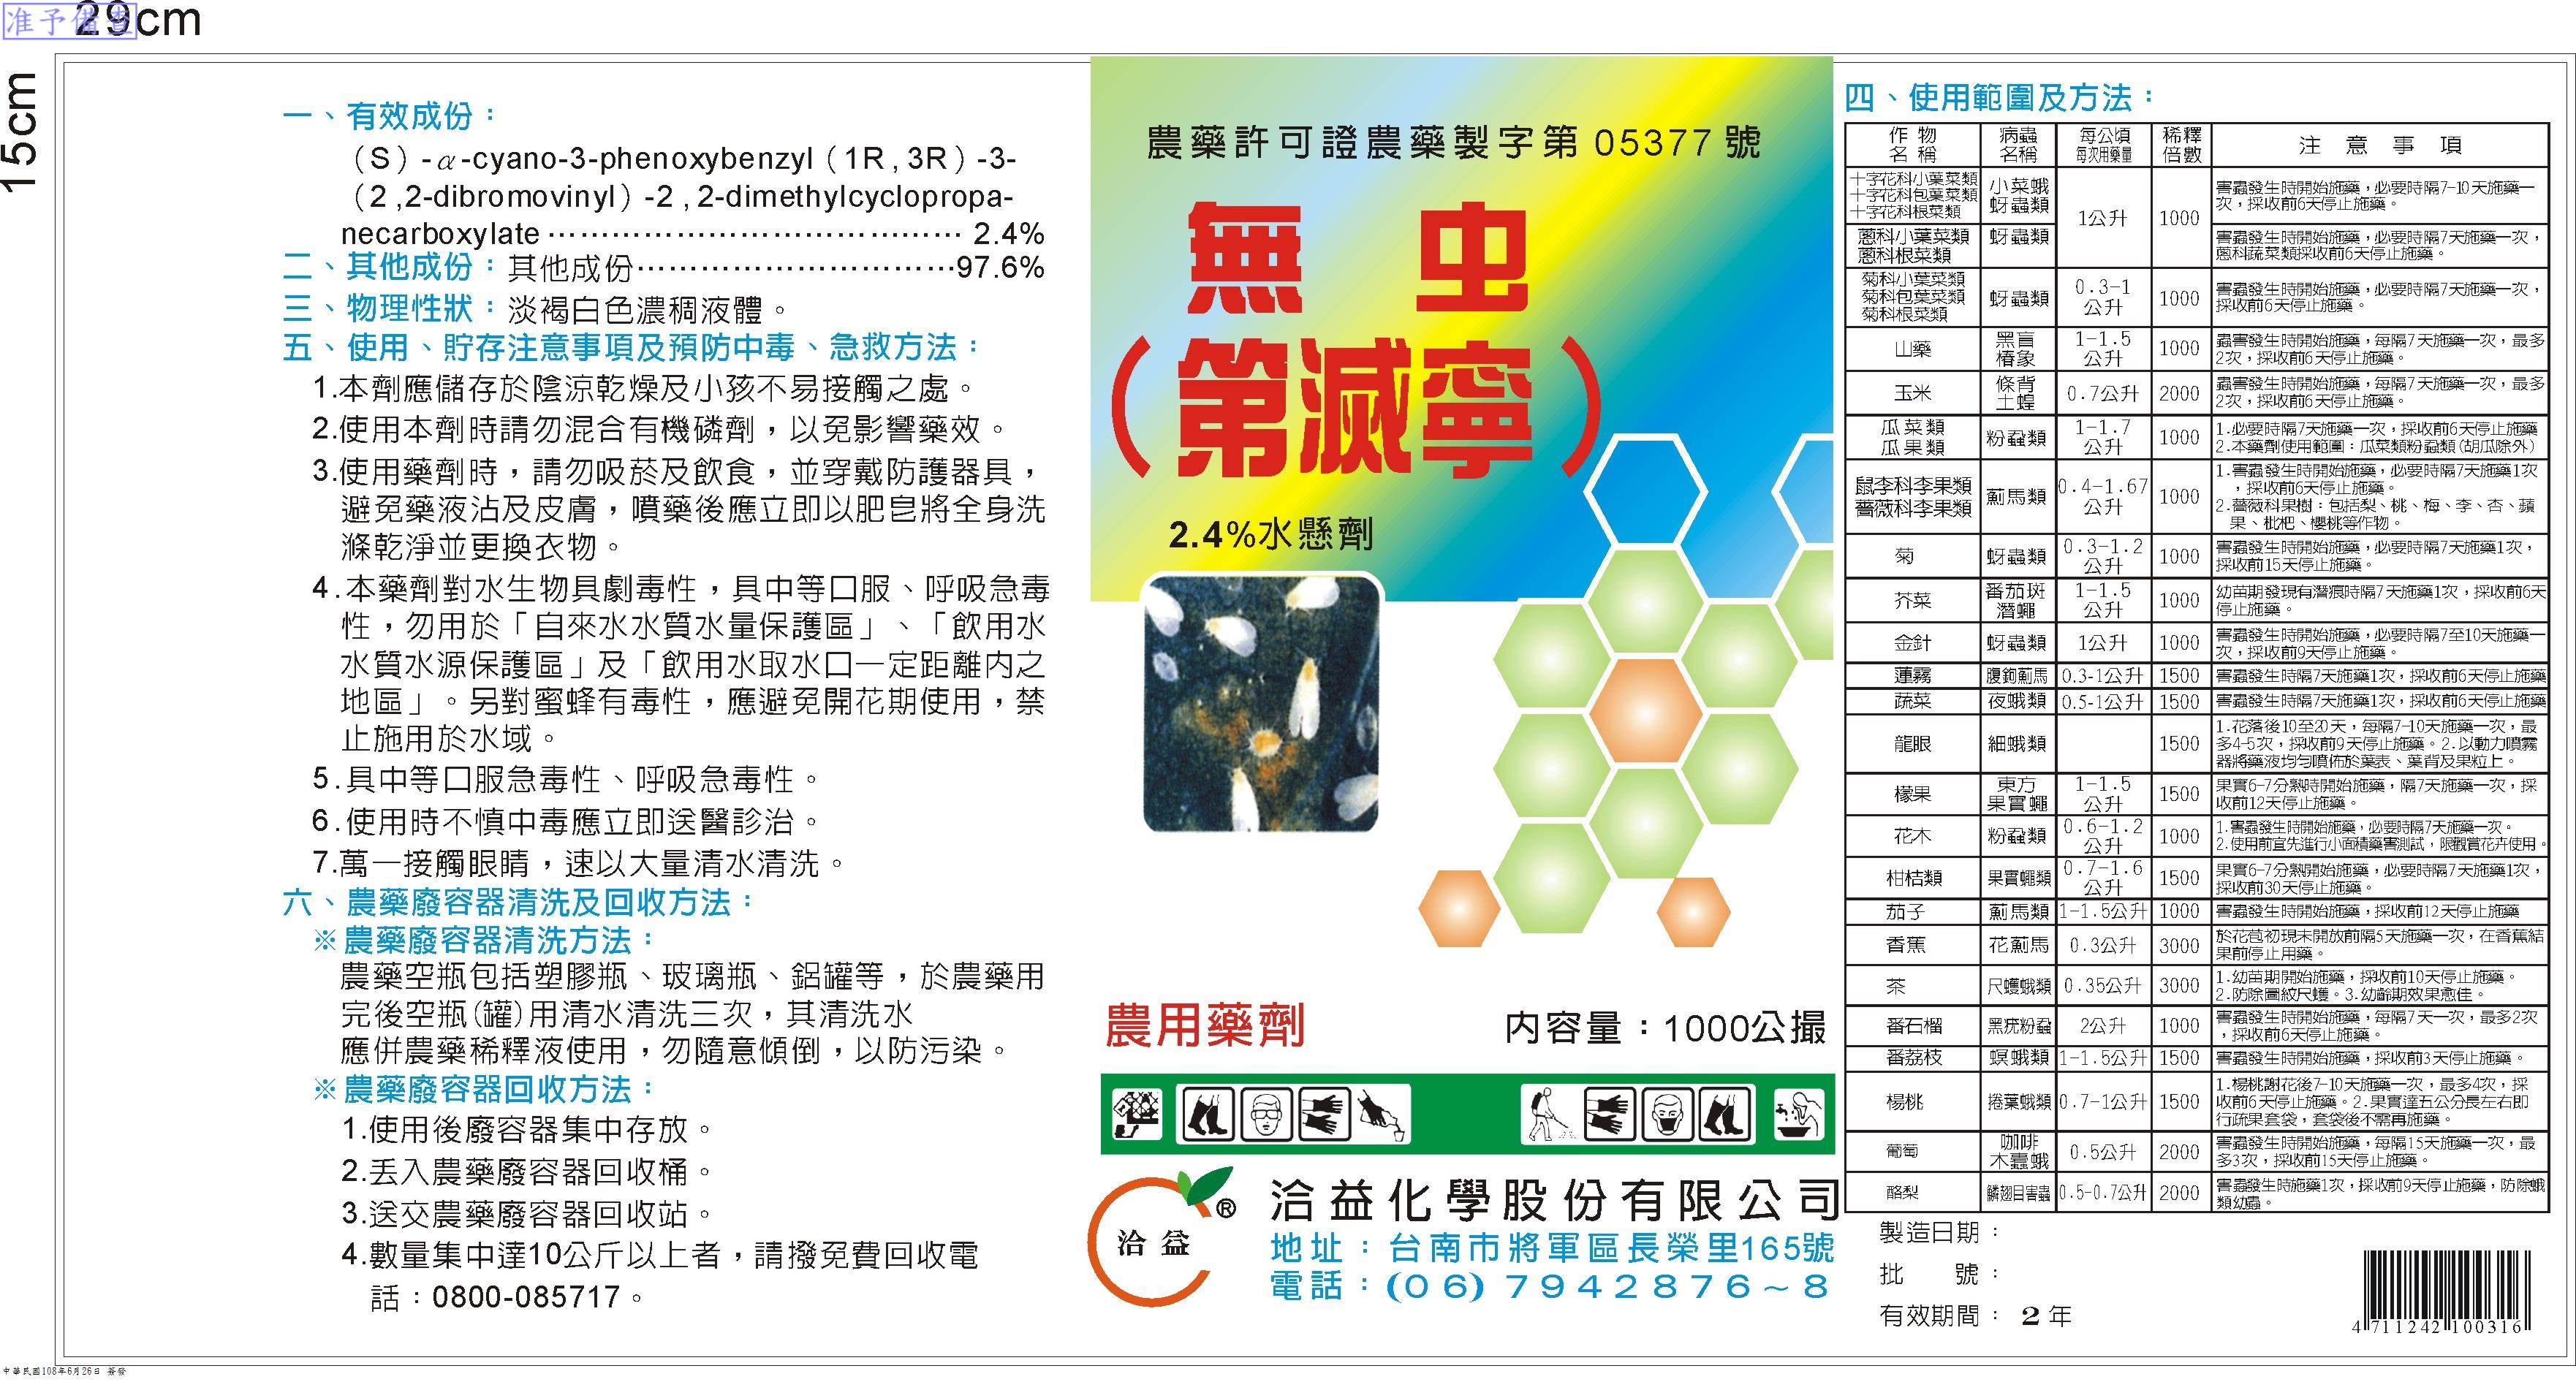 准予備查
29cm
15cm
一、有效成份：
（S）-α-cyano-3-phenoxybenzyl（1R , 3R）-3-
（2 ,2-dibromovinyl）-2 , 2-dimethylcyclopropa-
necarboxylate ………………………………… 2.4%
二、其他成份：其他成份…………………………97.6%
三、物理性狀：淡褐白色濃稠液體。
五、使用、貯存注意事項及預防中毒、急救方法：
1.本劑應儲存於陰涼乾燥及小孩不易接觸之處。
2.使用本劑時請勿混合有機磷劑，以免影響藥效。
3.使用藥劑時，請勿吸菸及飲食，並穿戴防護器具，
避免藥液沾及皮膚，噴藥後應立即以肥皂將全身洗
滌乾淨並更換衣物。
4.本藥劑對水生物具劇毒性，具中等口服、呼吸急毒
性，勿用於「自來水水質水量保護區」、「飲用水
水質水源保護區」及「飲用水取水口一定距離內之
地區」。另對蜜蜂有毒性，應避免開花期使用，禁
止施用於水域。
5.具中等口服急毒性、呼吸急毒性。
6.使用時不慎中毒應立即送醫診治。
7.萬一接觸眼睛，速以大量清水清洗。
六、農藥廢容器清洗及回收方法：
※農藥廢容器清洗方法：
農藥空瓶包括塑膠瓶、玻璃瓶、鋁罐等，於農藥用
完後空瓶(罐)用清水清洗三次，其清洗水
應併農藥稀釋液使用，勿隨意傾倒，以防污染。
※農藥廢容器回收方法：
1.使用後廢容器集中存放。
2.丟入農藥廢容器回收桶。
3.送交農藥廢容器回收站。
4.數量集中達10公斤以上者，請撥免費回收電
話：0800-085717。
農藥許可證農藥製字第 05377 號
無 虫
（第滅寧）
2.4%水懸劑
農用藥劑
內容量：1000公撮
洽益
®
洽益化學股份有限公司
地址：台南市將軍區長榮里165號
電話：(06) 7942876～8
四、使用範圍及方法：
作物名稱 病蟲名稱 每公頃每次用藥量 稀釋倍數 注意事項
十字花科小葉菜類 十字花科包葉菜類 十字花科根菜類 小菜蛾 蚜蟲類 1公升 1000 害蟲發生時開始施藥，必要時隔7-10天施藥一次，採收前6天停止施藥。
蔥科小葉菜類 蔥科根菜類 蚜蟲類 害蟲發生時開始施藥，必要時隔7天施藥一次，蔥科蔬菜類採收前6天停止施藥。
菊科小葉菜類 菊科包葉菜類 菊科根菜類 蚜蟲類 0.3-1公升 1000 害蟲發生時開始施藥，必要時隔7天施藥一次，採收前6天停止施藥。
山藥 黑盲椿象 1-1.5公升 1000 蟲害發生時開始施藥，每隔7天施藥一次，最多2次，採收前6天停止施藥。
玉米 條背土蝗 0.7公升 2000 蟲害發生時開始施藥，每隔7天施藥一次，最多2次，採收前6天停止施藥。
瓜菜類 瓜果類 粉蝨類 1-1.7公升 1000 1.必要時隔7天施藥一次，採收前6天停止施藥 2.本藥劑使用範圍：瓜菜類粉蝨類(胡瓜除外)
鼠李科李果類 薔薇科李果類 薊馬類 0.4-1.67公升 1000 1.害蟲發生時開始施藥，必要時隔7天施藥1次，採收前6天停止施藥。 2.薔薇科果樹：包括梨、桃、梅、李、杏、蘋果、枇杷、櫻桃等作物。
菊 蚜蟲類 0.3-1.2公升 1000 害蟲發生時開始施藥，必要時隔7天施藥1次，採收前15天停止施藥。
芥菜 番茄斑潛蠅 1-1.5公升 1000 幼苗期發現有潛痕時隔7天施藥1次，採收前6天停止施藥。
金針 蚜蟲類 1公升 1000 害蟲發生時開始施藥，必要時隔7至10天施藥一次，採收前9天停止施藥。
蓮霧 腹鉤薊馬 0.3-1公升 1500 害蟲發生時隔7天施藥1次，採收前6天停止施藥
蔬菜 夜蛾類 0.5-1公升 1500 害蟲發生時隔7天施藥1次，採收前6天停止施藥
龍眼 細蛾類 1500 1.花落後10至20天，每隔7-10天施藥一次，最多4-5次，採收前9天停止施藥。2.以動力噴霧器將藥液均勻噴佈於葉表、葉背及果粒上。
檬果 東方果實蠅 1-1.5公升 1500 果實6-7分熟時開始施藥，隔7天施藥一次，採收前12天停止施藥。
花木 粉蝨類 0.6-1.2公升 1000 1.害蟲發生時開始施藥，必要時隔7天施藥一次。 2.使用前宜先進行小面積藥害測試，限觀賞花卉使用。
柑桔類 果實蠅類 0.7-1.6公升 1500 果實6-7分熟開始施藥，必要時隔7天施藥1次，採收前30天停止施藥。
茄子 薊馬類 1-1.5公升 1000 害蟲發生時開始施藥，採收前12天停止施藥
香蕉 花薊馬 0.3公升 3000 於花苞初現未開放前隔5天施藥一次，在香蕉結果前停止用藥。
茶 尺蠖蛾類 0.35公升 3000 1.幼苗期開始施藥，採收前10天停止施藥。 2.防除圖紋尺蠖。3.幼齡期效果愈佳。
番石榴 黑疣粉蝨 2公升 1000 害蟲發生時開始施藥，每隔7天一次，最多2次，採收前6天停止施藥。
番荔枝 螟蛾類 1-1.5公升 1500 害蟲發生時開始施藥，採收前3天停止施藥。
楊桃 捲葉蛾類 0.7-1公升 1500 1.楊桃謝花後7-10天施藥一次，最多4次，採收前6天停止施藥。2.果實達五公分長左右即行疏果套袋，套袋後不需再施藥。
葡萄 咖啡木蠹蛾 0.5公升 2000 害蟲發生時開始施藥，每隔15天施藥一次，最多3次，採收前15天停止施藥。
酪梨 鱗翅目害蟲 0.5-0.7公升 2000 害蟲發生時施藥1次，採收前9天停止施藥，防除蛾類幼蟲。
製造日期：
批 號：
有效期間： 2 年
4 711242 100316
中華民國108年6月26日 簽發